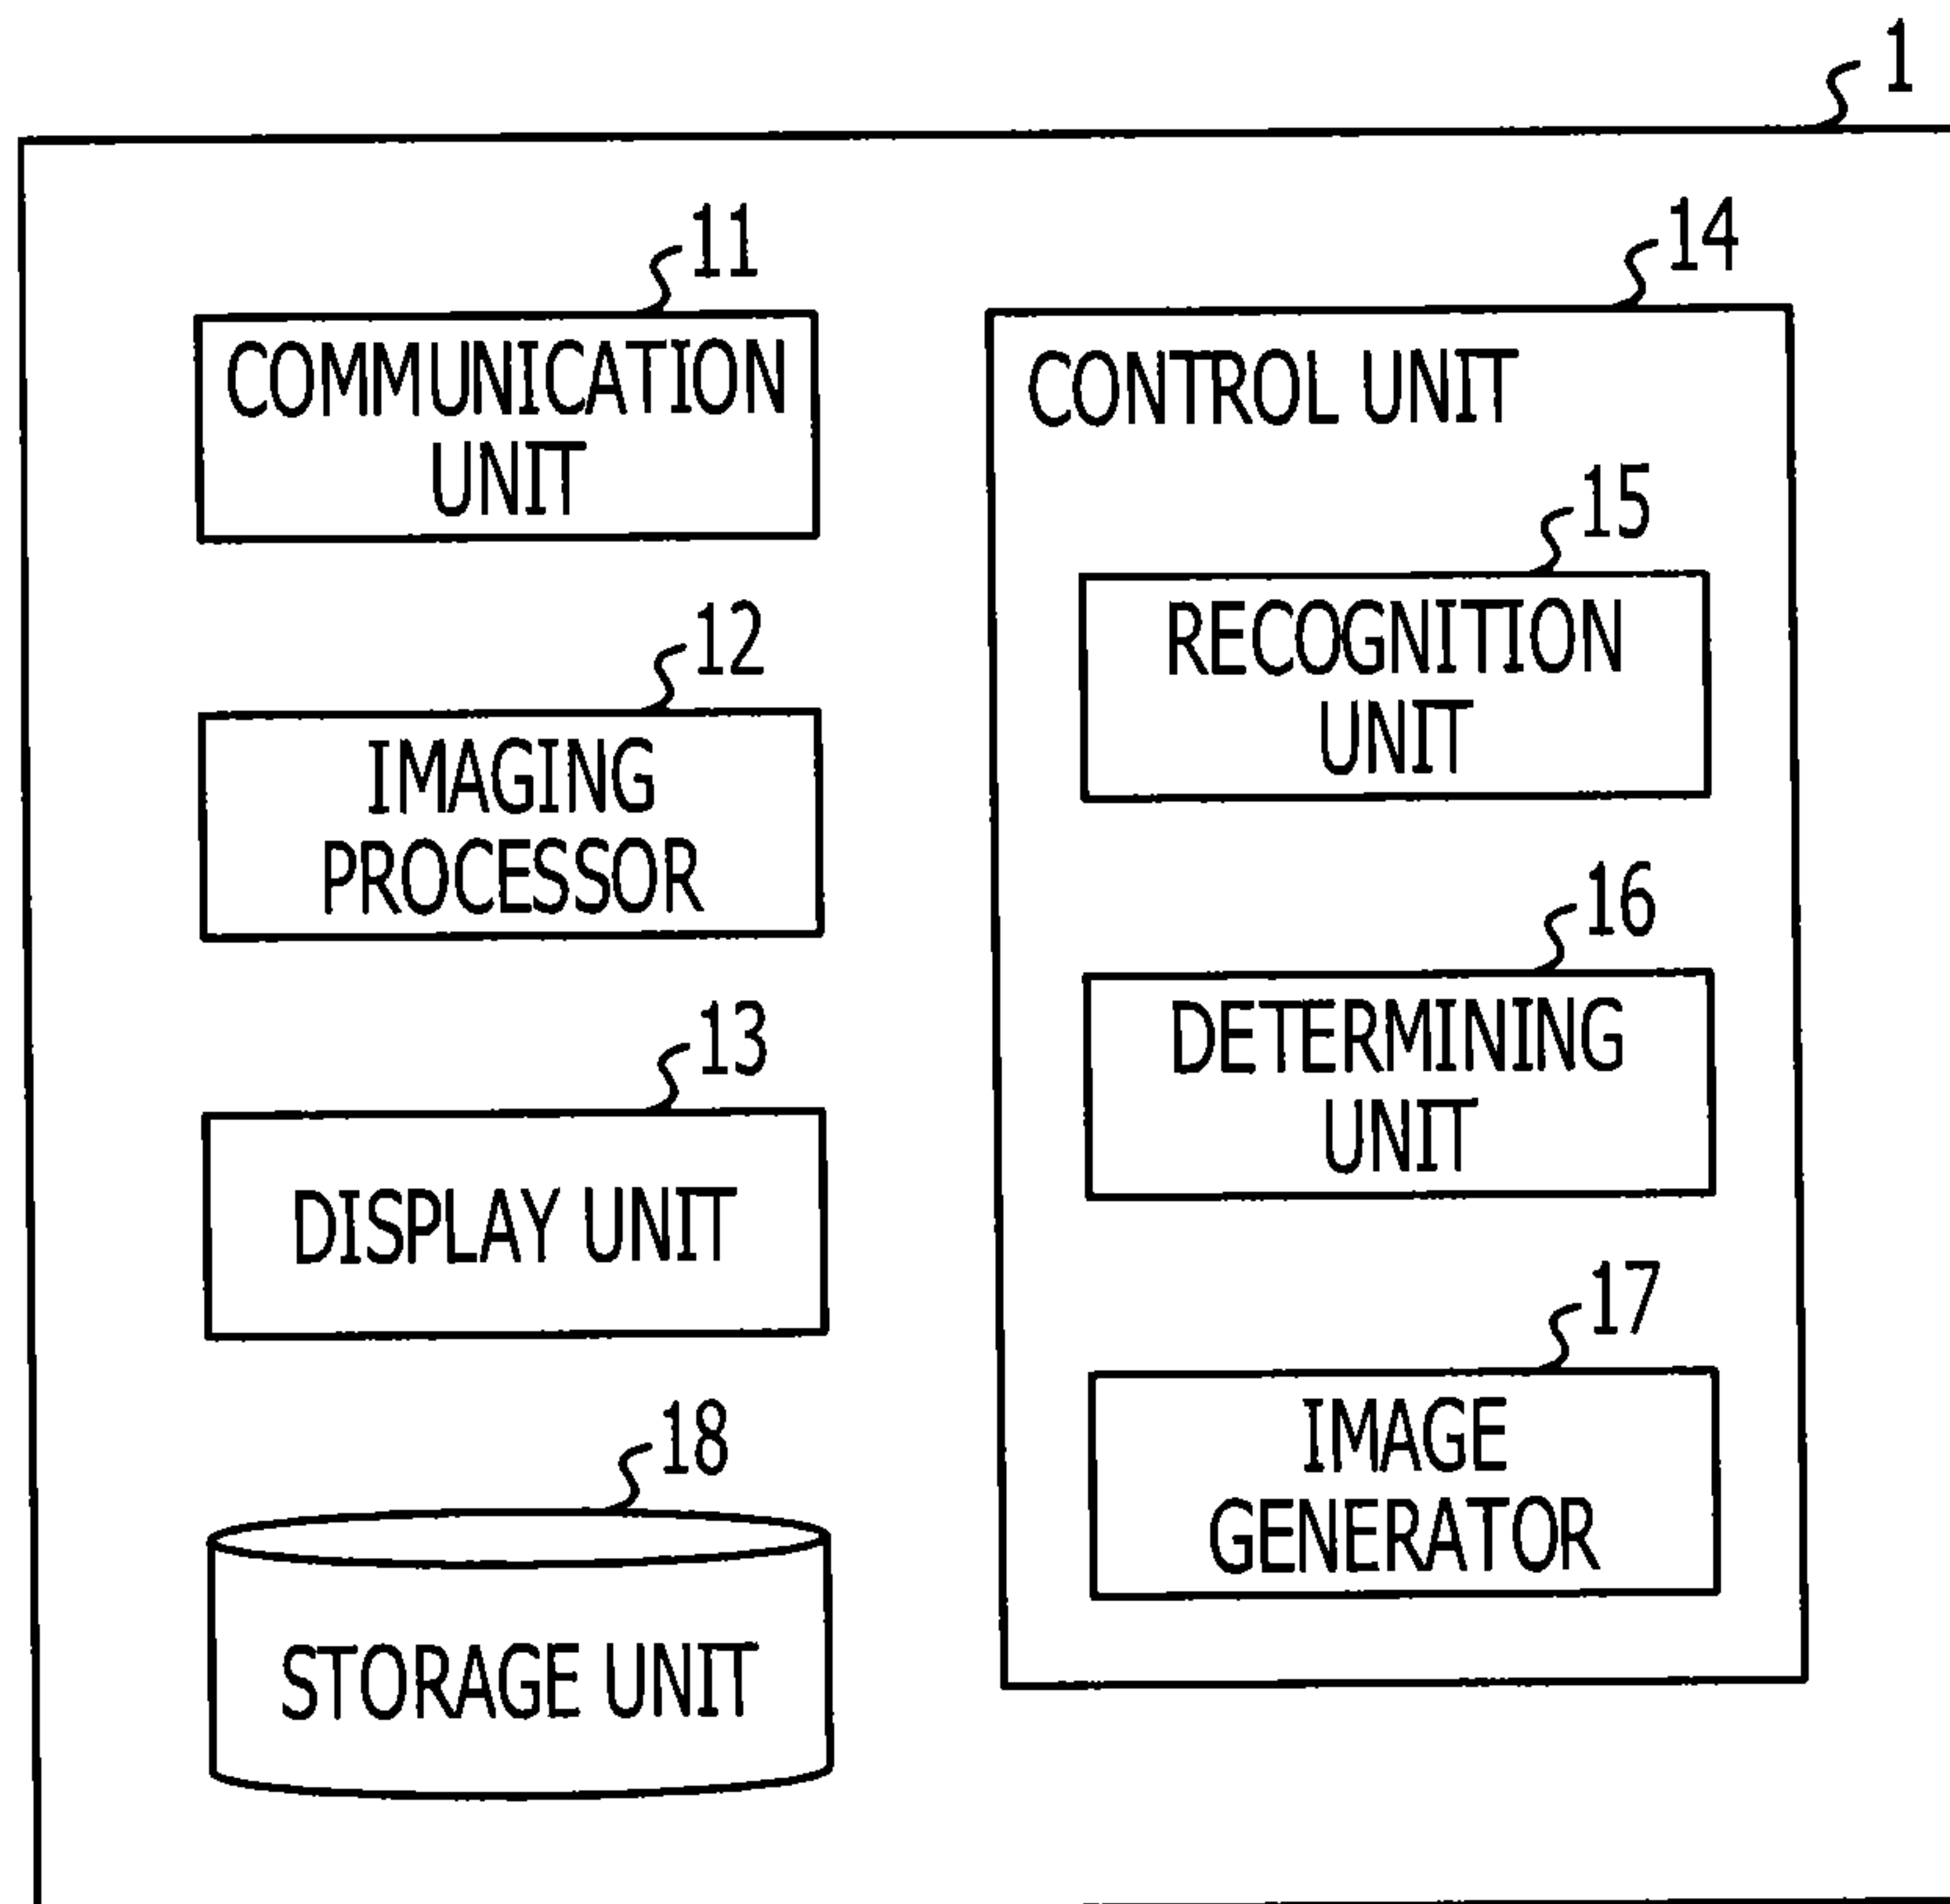 1
11
COMMUNICATION
UNIT
12
IMAGING
PROCESSOR
13
DISPLAY UNIT
18
STORAGE UNIT
14
CONTROL UNIT
15
RECOGNITION
UNIT
16
DETERMINING
UNIT
17
IMAGE
GENERATOR